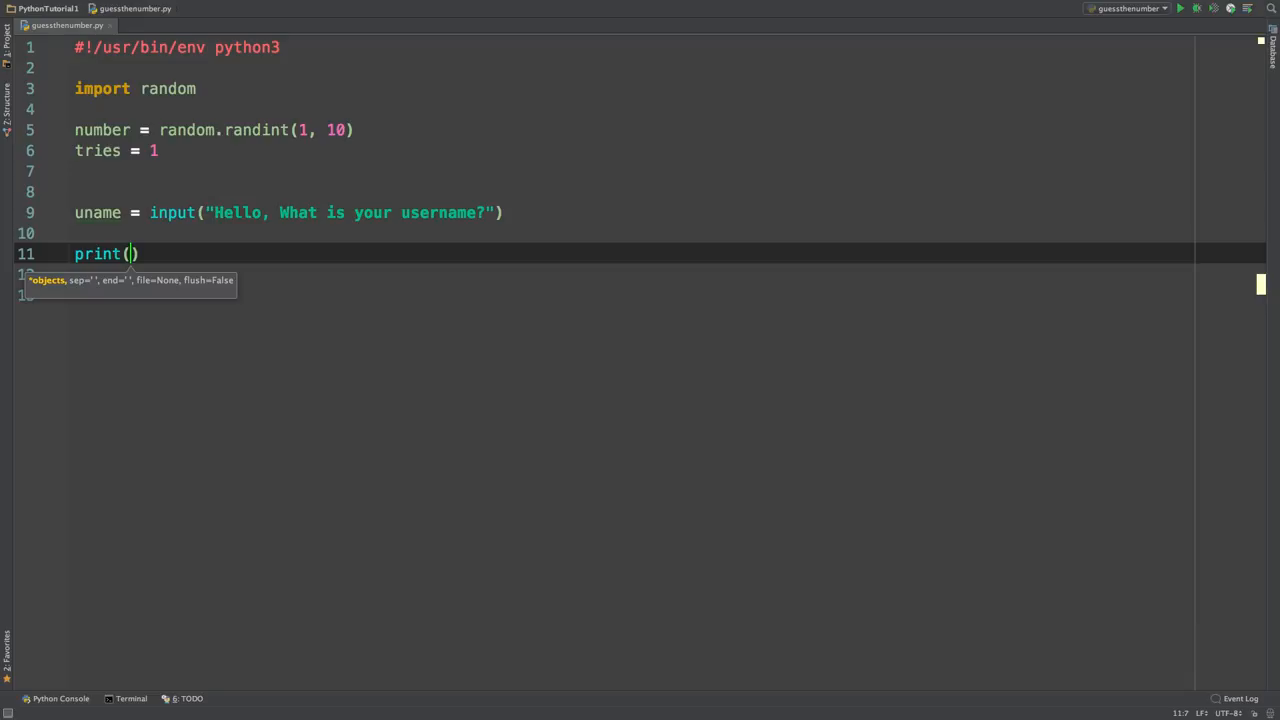 PythonTutorial1 guessthenumber.py guessthenumber
guessthenumber.py
1: Project
Z: Structure
2: Favorites
Database
1 #!/usr/bin/env python3
2
3 import random
4
5 number = random.randint(1, 10)
6 tries = 1
7
8
9 uname = input("Hello, What is your username?")
10
11 print()
*objects, sep=' ', end=' ', file=None, flush=False
Python Console Terminal 6: TODO Event Log
11:7 LF÷ UTF-8÷